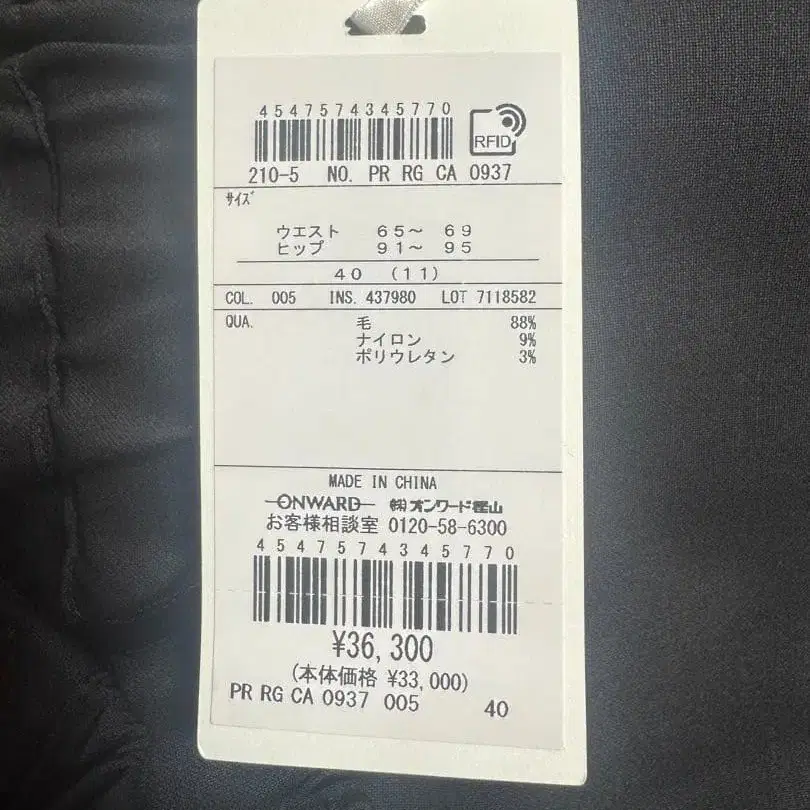 4547574345770
RFID
210-5 NO. PR RG CA 0937
サイズ
ウエスト 65～ 69
ヒップ 91～ 95
40 (11)
COL. 005 INS. 437980 LOT 7118582
QUA. 毛 88%
ナイロン 9%
ポリウレタン 3%
MADE IN CHINA
ONWARD ㈱オンワード樫山
お客様相談室 0120-58-6300
4547574345770
¥36,300
(本体価格 ¥33,000)
PR RG CA 0937 005 40